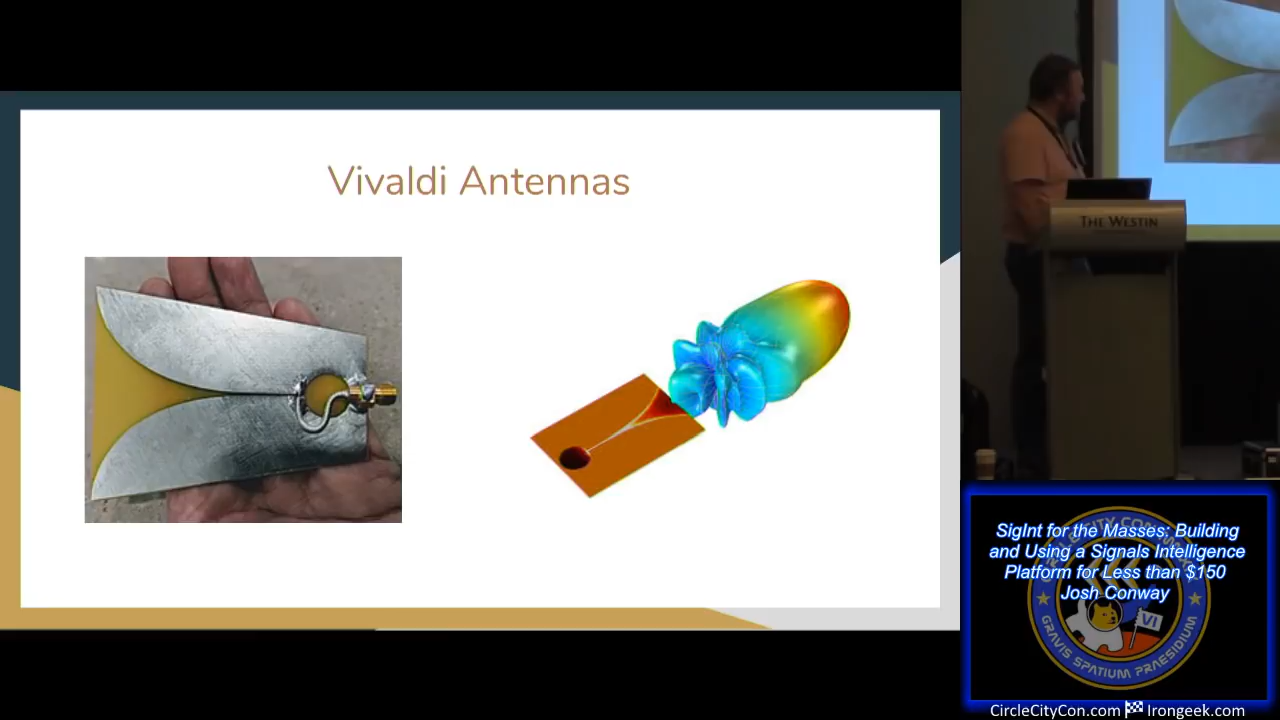 Vivaldi Antennas
THE WESTIN
SigInt for the Masses: Building
and Using a Signals Intelligence
Platform for Less than $150
Josh Conway
VI
GRAVIS SPATIUM PRAESIDIUM
CircleCityCon.com Irongeek.com